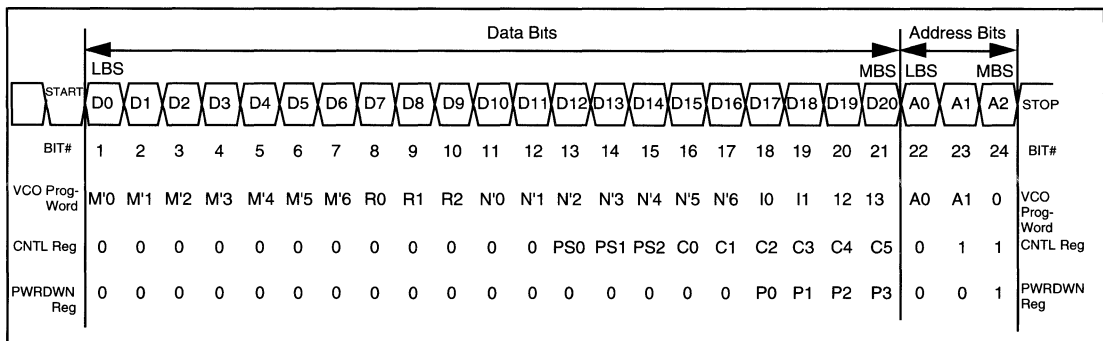 Data Bits Address Bits
LBS MBS LBS MBS
START D0 D1 D2 D3 D4 D5 D6 D7 D8 D9 D10 D11 D12 D13 D14 D15 D16 D17 D18 D19 D20 A0 A1 A2 STOP
BIT# 1 2 3 4 5 6 7 8 9 10 11 12 13 14 15 16 17 18 19 20 21 22 23 24 BIT#
VCO Prog-
Word M'0 M'1 M'2 M'3 M'4 M'5 M'6 R0 R1 R2 N'0 N'1 N'2 N'3 N'4 N'5 N'6 I0 I1 12 13 A0 A1 0 VCO
Prog-
Word
CNTL Reg 0 0 0 0 0 0 0 0 0 0 0 0 PS0 PS1 PS2 C0 C1 C2 C3 C4 C5 0 1 1 CNTL Reg
PWRDWN
Reg 0 0 0 0 0 0 0 0 0 0 0 0 0 0 0 0 0 P0 P1 P2 P3 0 0 1 PWRDWN
Reg